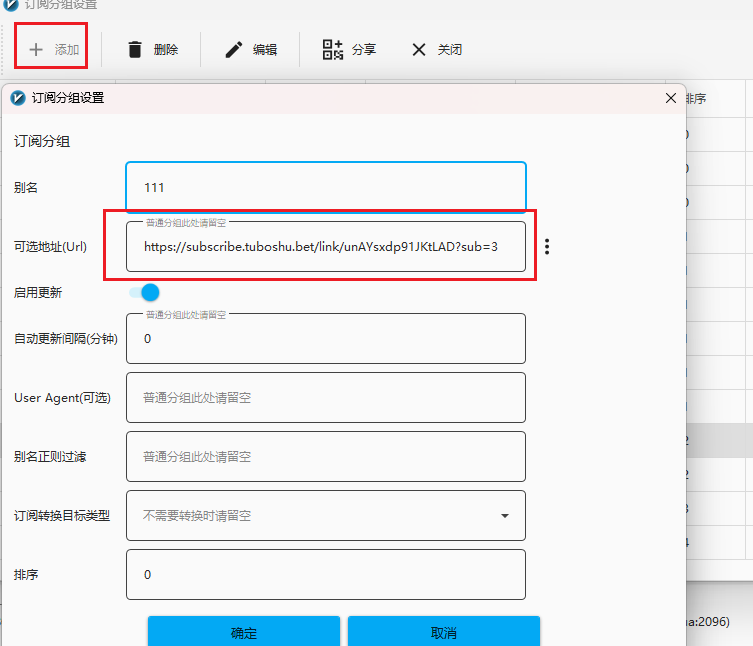 订阅分组设置
添加
删除
编辑
分享
关闭
订阅分组设置
排序
订阅分组
别名
111
普通分组此处请留空
可选地址(Url)
https://subscribe.tuboshu.bet/link/unAYsxdp91JKtLAD?sub=3
启用更新
普通分组此处请留空
自动更新间隔(分钟)
0
User Agent(可选)
普通分组此处请留空
别名正则过滤
普通分组此处请留空
订阅转换目标类型
不需要转换时请留空
排序
0
确定
取消
a:2096)